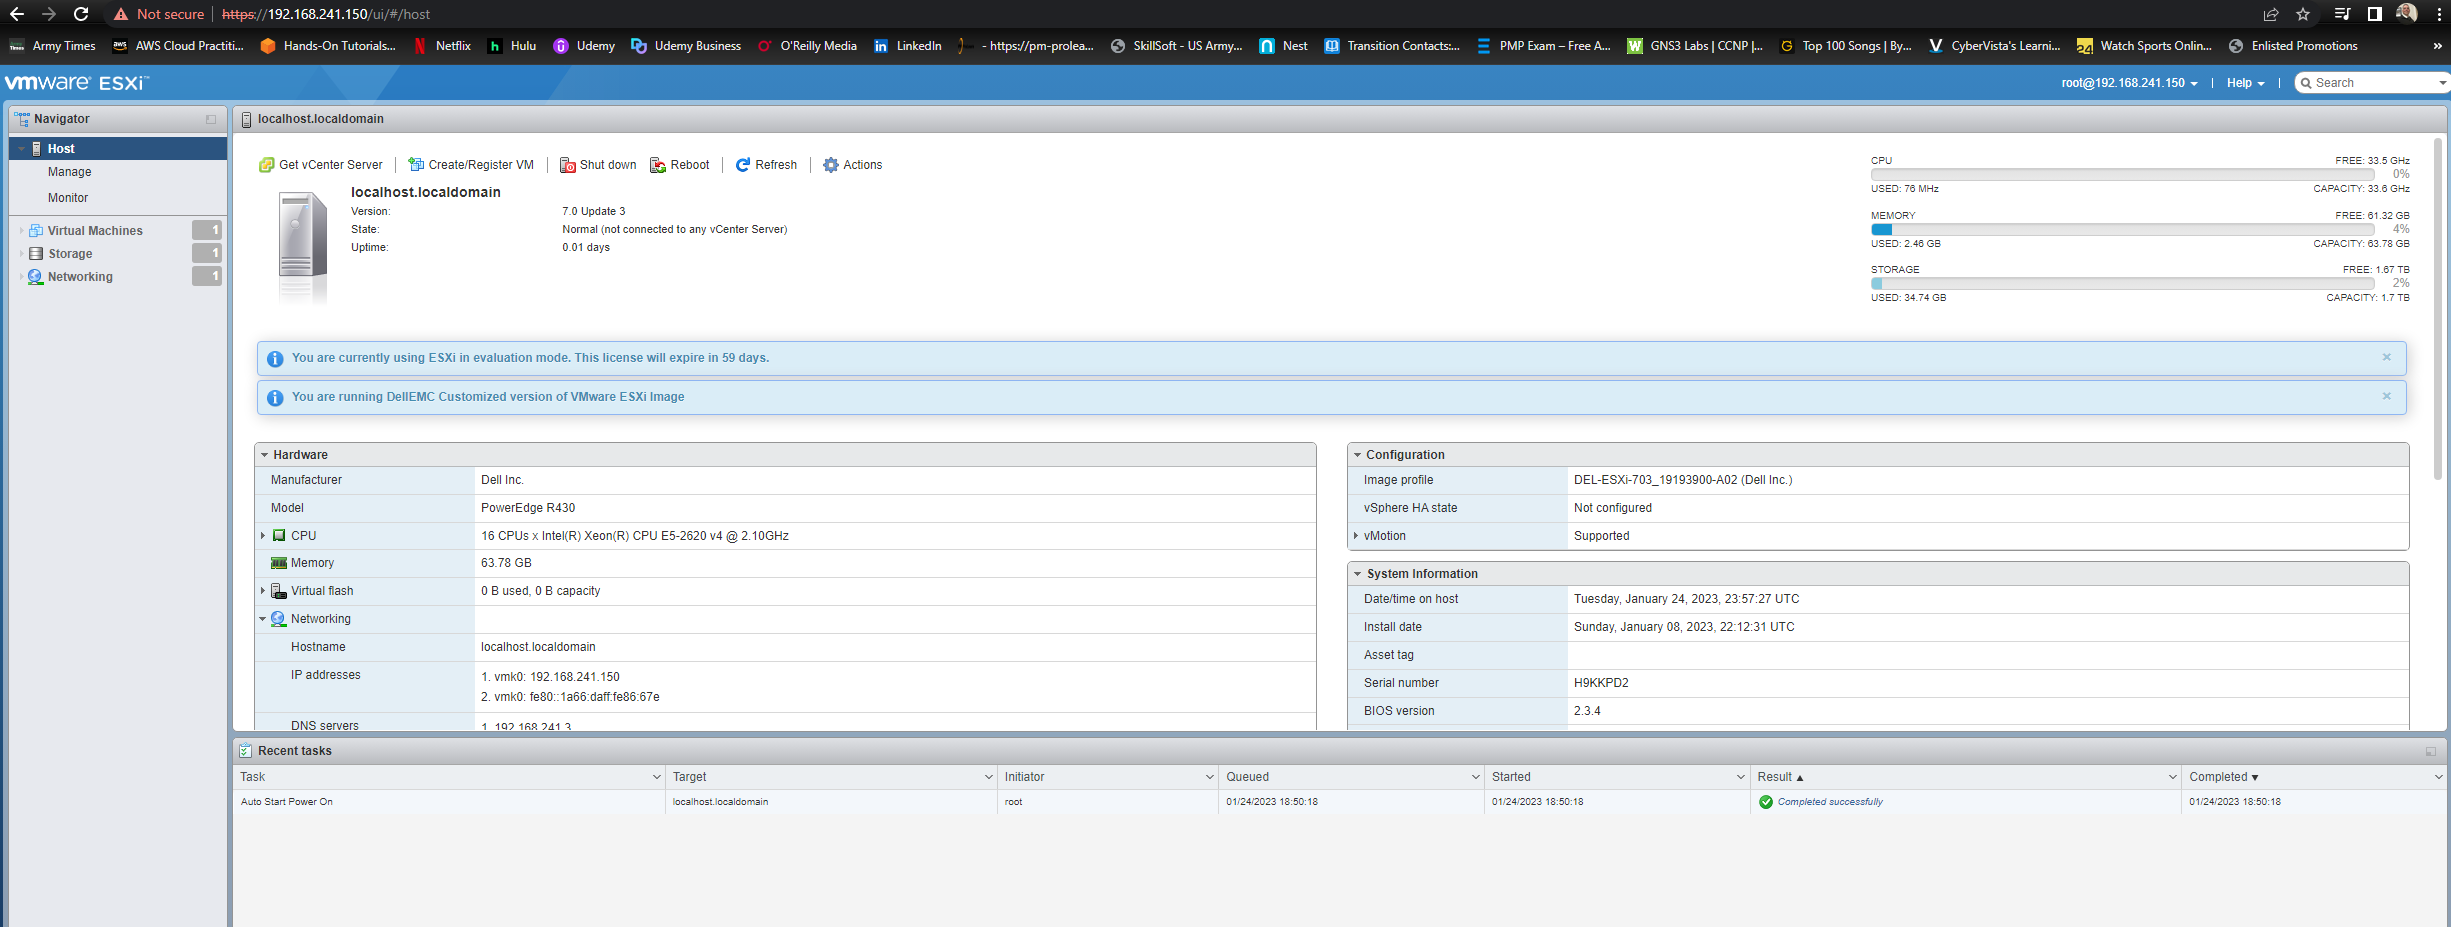 Not secure https://192.168.241.150/ui/#/host
Army Times AWS Cloud Practiti... Hands-On Tutorials... Netflix Hulu Udemy Udemy Business O'Reilly Media LinkedIn - https://pm-prolea... SkillSoft - US Army,... Nest Transition Contacts:... PMP Exam – Free A... GNS3 Labs | CCNP |... Top 100 Songs | By... CyberVista's Learni... Watch Sports Onlin... Enlisted Promotions »
vmware ESXi™ root@192.168.241.150 | Help | Search
Navigator
Host
Manage
Monitor
Virtual Machines 1
Storage 1
Networking 1
localhost.localdomain
Get vCenter Server | Create/Register VM | Shut down Reboot | Refresh | Actions
localhost.localdomain
Version: 7.0 Update 3
State: Normal (not connected to any vCenter Server)
Uptime: 0.01 days
CPU FREE: 33.5 GHz
0%
USED: 76 MHz CAPACITY: 33.6 GHz
MEMORY FREE: 61.32 GB
4%
USED: 2.46 GB CAPACITY: 63.78 GB
STORAGE FREE: 1.67 TB
2%
USED: 34.74 GB CAPACITY: 1.7 TB
You are currently using ESXi in evaluation mode. This license will expire in 59 days.
You are running DellEMC Customized version of VMware ESXi Image
Hardware
Manufacturer Dell Inc.
Model PowerEdge R430
CPU 16 CPUs x Intel(R) Xeon(R) CPU E5-2620 v4 @ 2.10GHz
Memory 63.78 GB
Virtual flash 0 B used, 0 B capacity
Networking
Hostname localhost.localdomain
IP addresses 1. vmk0: 192.168.241.150
2. vmk0: fe80::1a66:daff:fe86:67e
DNS servers 1. 192.168.241.3
Configuration
Image profile DEL-ESXi-703_19193900-A02 (Dell Inc.)
vSphere HA state Not configured
vMotion Supported
System Information
Date/time on host Tuesday, January 24, 2023, 23:57:27 UTC
Install date Sunday, January 08, 2023, 22:12:31 UTC
Asset tag
Serial number H9KKPD2
BIOS version 2.3.4
Recent tasks
Task Target Initiator Queued Started Result Completed
Auto Start Power On localhost.localdomain root 01/24/2023 18:50:18 01/24/2023 18:50:18 Completed successfully 01/24/2023 18:50:18